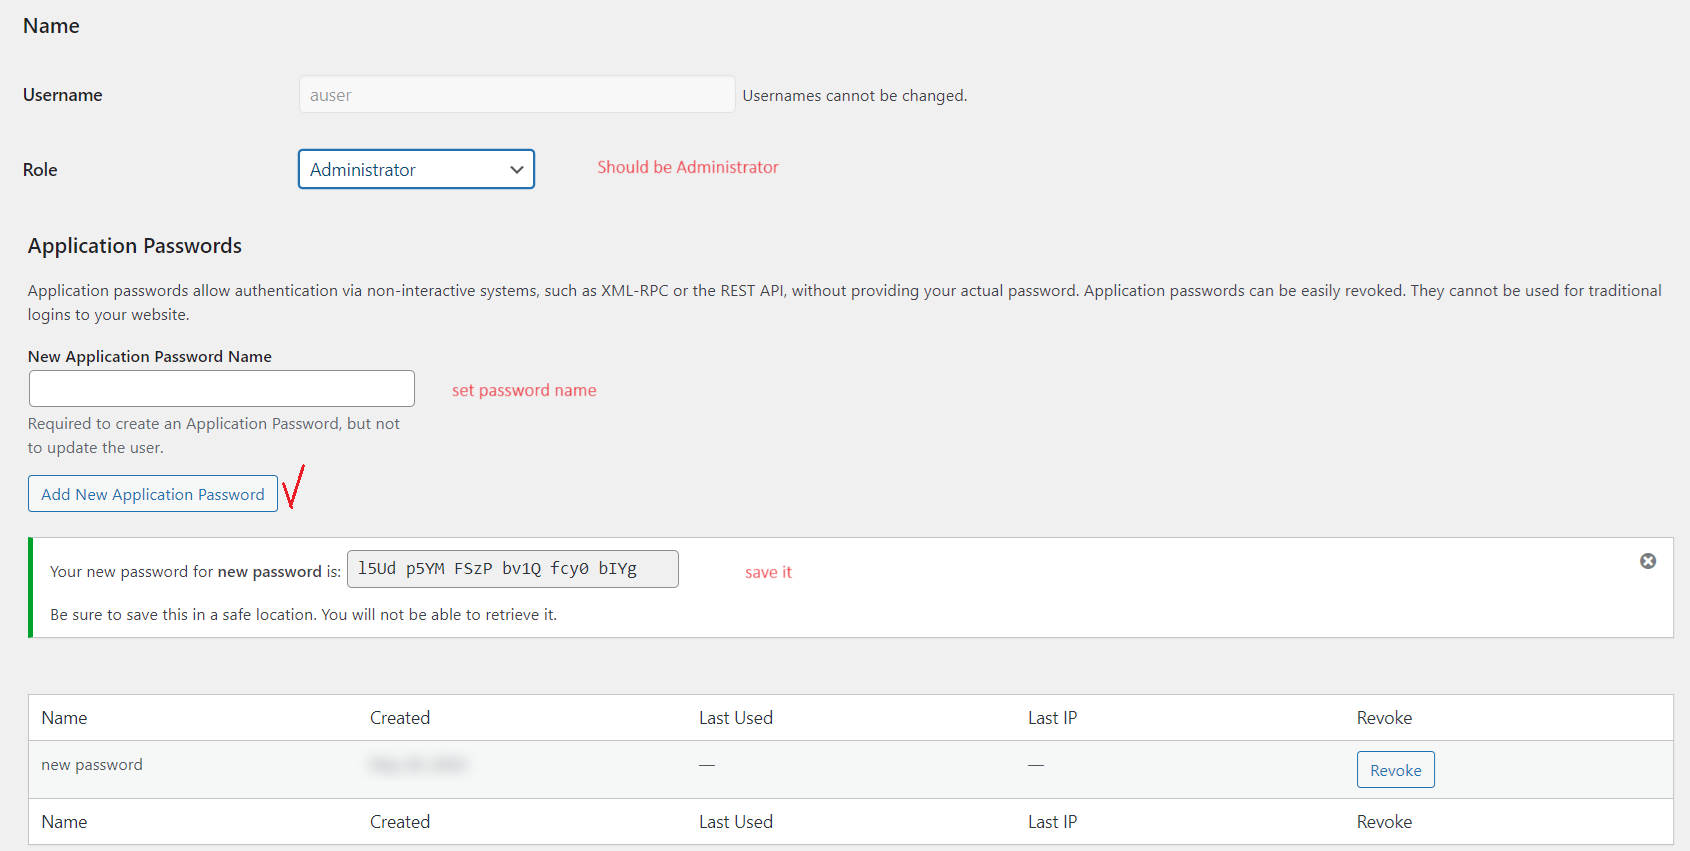 Name
Username auser Usernames cannot be changed.
Role Administrator Should be Administrator
Application Passwords
Application passwords allow authentication via non-interactive systems, such as XML-RPC or the REST API, without providing your actual password. Application passwords can be easily revoked. They cannot be used for traditional
logins to your website.
New Application Password Name
set password name
Required to create an Application Password, but not
to update the user.
Add New Application Password
Your new password for new password is: l5Ud p5YM FSzP bv1Q fcy0 bIYg save it
Be sure to save this in a safe location. You will not be able to retrieve it.
Name Created Last Used Last IP Revoke
new password — — Revoke
Name Created Last Used Last IP Revoke